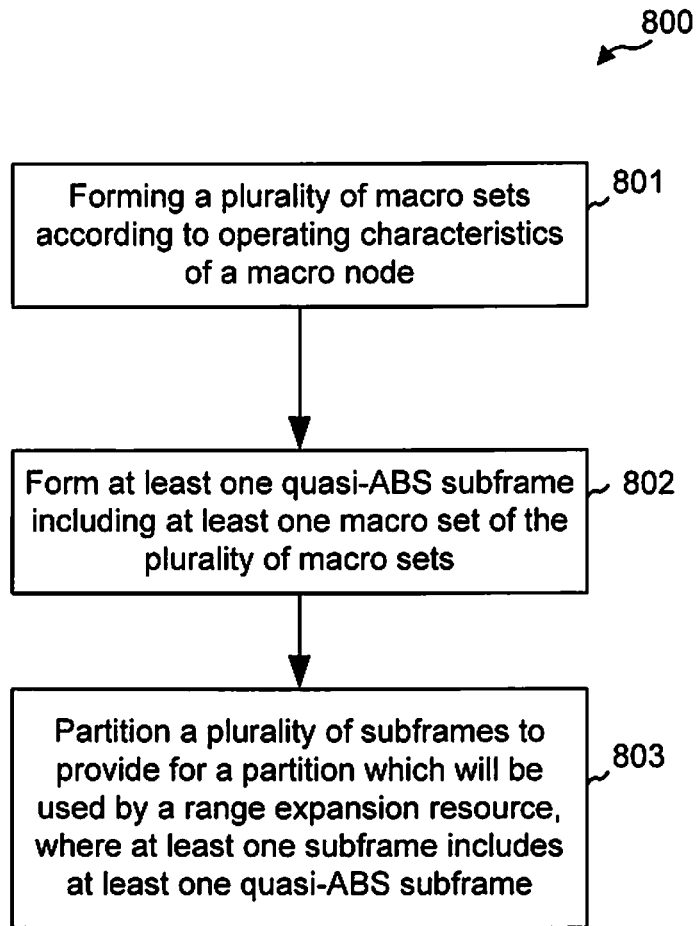 800
Forming a plurality of macro sets
according to operating characteristics
of a macro node
801
Form at least one quasi-ABS subframe
including at least one macro set of the
plurality of macro sets
802
Partition a plurality of subframes to
provide for a partition which will be
used by a range expansion resource,
where at least one subframe includes
at least one quasi-ABS subframe
803